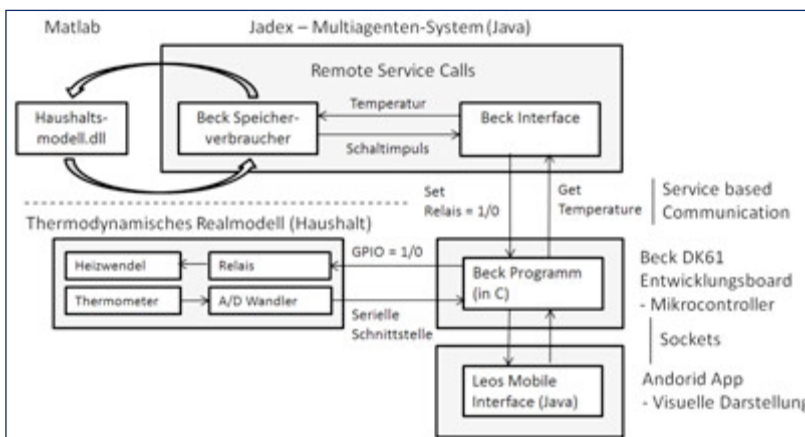 Matlab
Jadex – Multiagenten-System (Java)
Remote Service Calls
Haushalts-
modell.dll
Beck Speicher-
verbraucher
Temperatur
Schaltimpuls
Beck Interface
Set
Relais = 1/0
Get
Temperature
Service based
Communication
Thermodynamisches Realmodell (Haushalt)
Heizwendel
Relais
Thermometer
A/D Wandler
GPIO = 1/0
Serielle
Schnittstelle
Beck Programm
(in C)
Beck DK61
Entwicklungsboard
- Mikrocontroller
Sockets
Leos Mobile
Interface (Java)
Andorid App
- Visuelle Darstellung